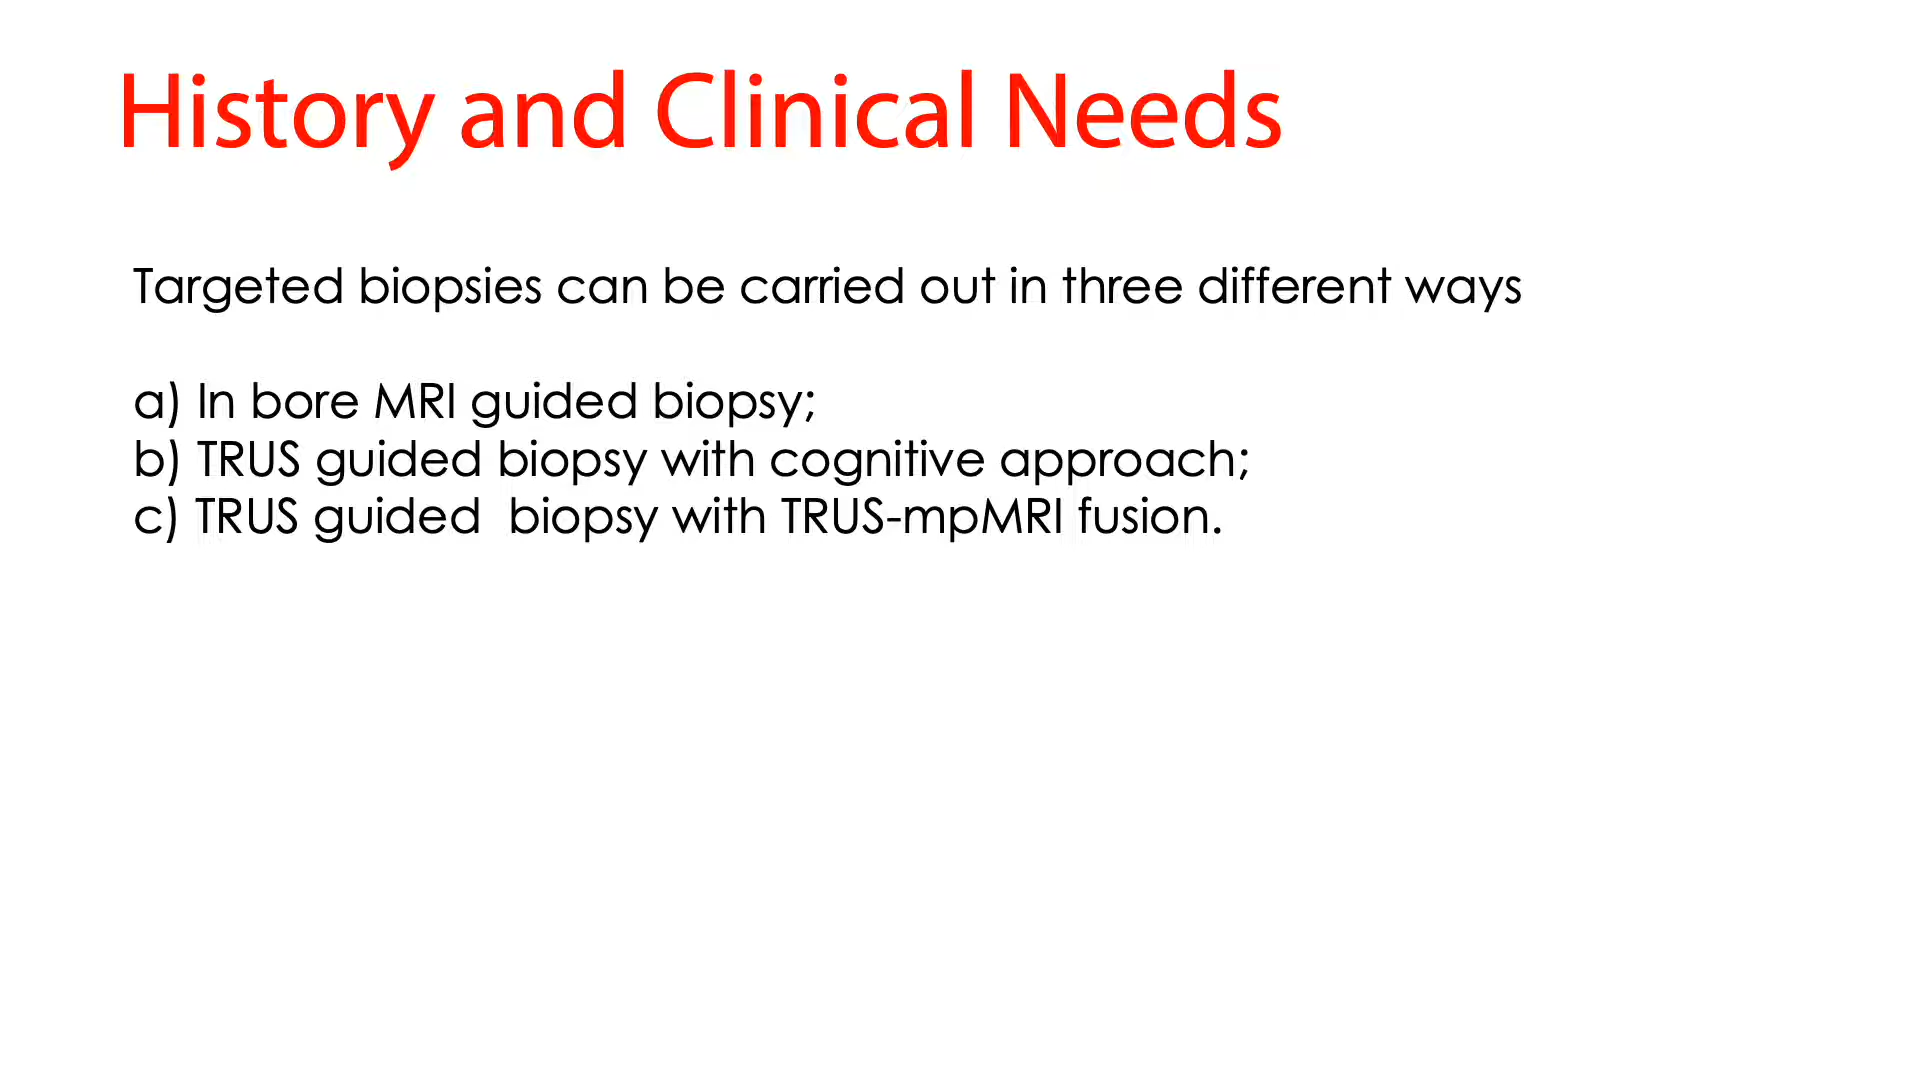 History and Clinical Needs
Targeted biopsies can be carried out in three different ways
a) In bore MRI guided biopsy;
b) TRUS guided biopsy with cognitive approach;
c) TRUS guided  biopsy with TRUS-mpMRI fusion.